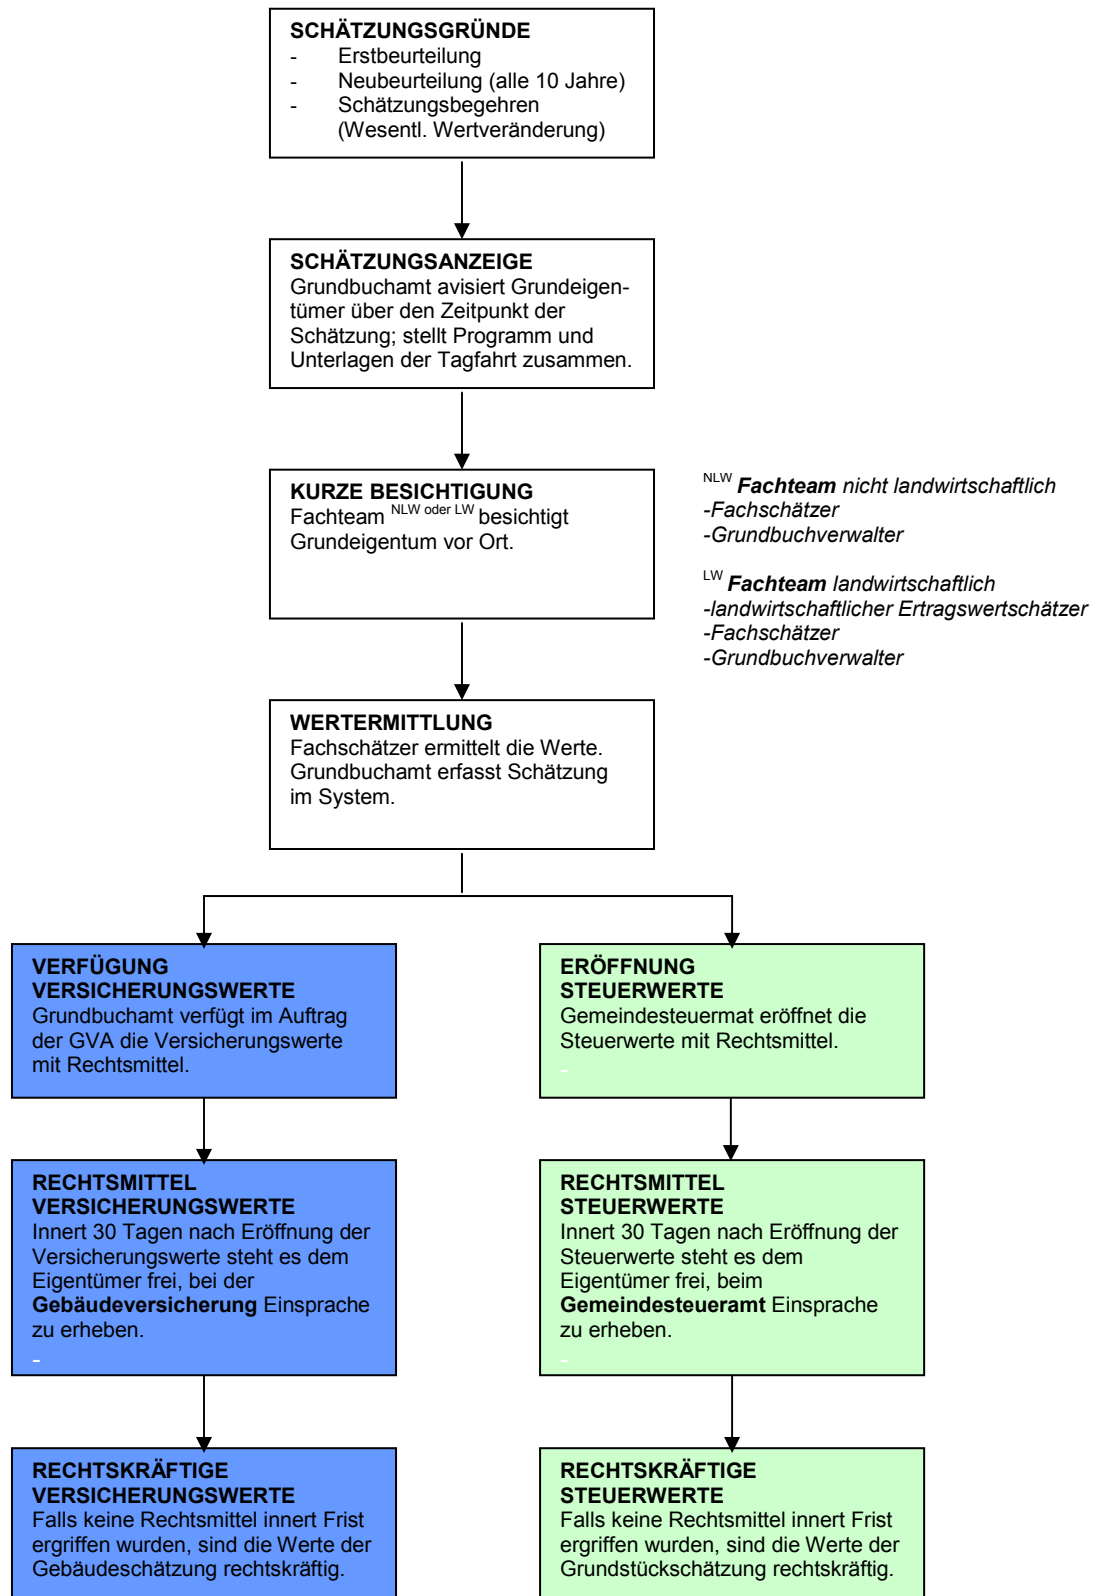 SCHÄTZUNGSGRÜNDE
- Erstbeurteilung
- Neubeurteilung (alle 10 Jahre)
- Schätzungsbegehren
(Wesentl. Wertveränderung)
SCHÄTZUNGSANZEIGE
Grundbuchamt avisiert Grundeigen-
tümer über den Zeitpunkt der
Schätzung; stellt Programm und
Unterlagen der Tagfahrt zusammen.
KURZE BESICHTIGUNG
Fachteam NLW oder LW besichtigt
Grundeigentum vor Ort.
NLW Fachteam nicht landwirtschaftlich
-Fachschätzer
-Grundbuchverwalter
LW Fachteam landwirtschaftlich
-landwirtschaftlicher Ertragswertschätzer
-Fachschätzer
-Grundbuchverwalter
WERTERMITTLUNG
Fachschätzer ermittelt die Werte.
Grundbuchamt erfasst Schätzung
im System.
VERFÜGUNG
VERSICHERUNGSWERTE
Grundbuchamt verfügt im Auftrag
der GVA die Versicherungswerte
mit Rechtsmittel.
ERÖFFNUNG
STEUERWERTE
Gemeindesteuermat eröffnet die
Steuerwerte mit Rechtsmittel.
-
RECHTSMITTEL
VERSICHERUNGSWERTE
Innert 30 Tagen nach Eröffnung der
Versicherungswerte steht es dem
Eigentümer frei, bei der
Gebäudeversicherung Einsprache
zu erheben.
-
RECHTSMITTEL
STEUERWERTE
Innert 30 Tagen nach Eröffnung der
Steuerwerte steht es dem
Eigentümer frei, beim
Gemeindesteueramt Einsprache
zu erheben.
-
RECHTSKRÄFTIGE
VERSICHERUNGSWERTE
Falls keine Rechtsmittel innert Frist
ergriffen wurden, sind die Werte der
Gebäudeschätzung rechtskräftig.
RECHTSKRÄFTIGE
STEUERWERTE
Falls keine Rechtsmittel innert Frist
ergriffen wurden, sind die Werte der
Grundstückschätzung rechtskräftig.